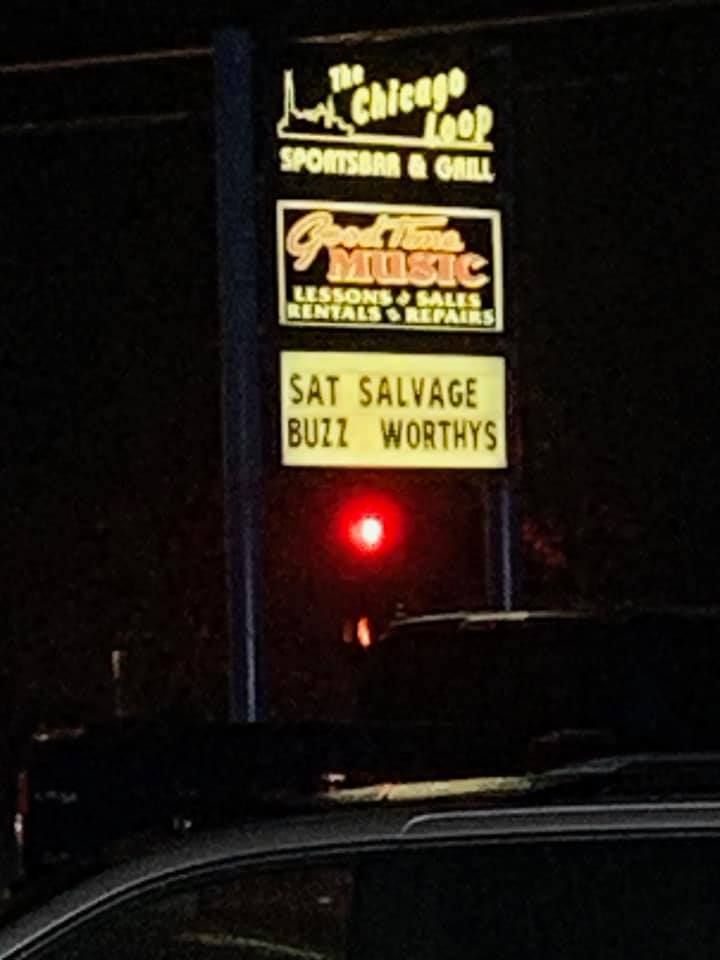 The
Chicago
Loop
SPORTSBAR & GRILL
Good Time
MUSIC
LESSONS & SALES
RENTALS & REPAIRS
SAT SALVAGE
BUZZ WORTHYS